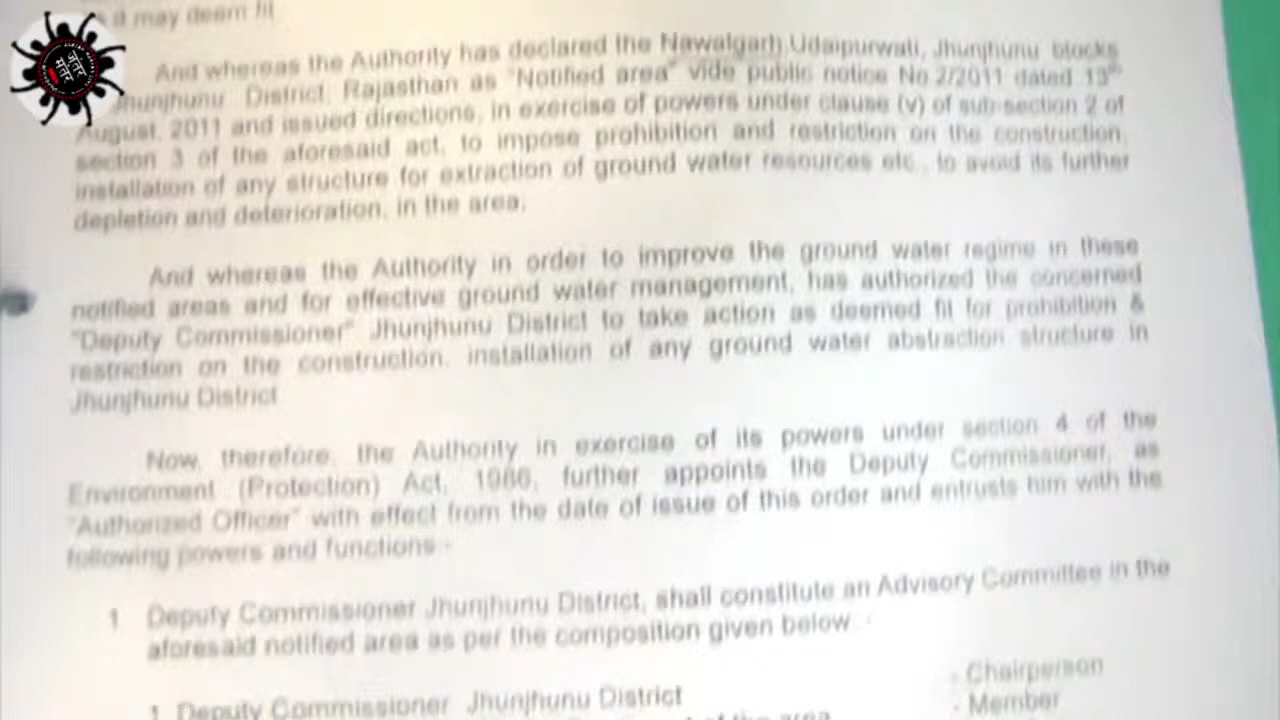 it may deem fit
जंतर
मंतर
And whereas the Authority has declared the Nawalgarh, Udaipurwati, Jhunjhunu blocks
Jhunjhunu District, Rajasthan as "Notified area" vide public notice No.2/2011 dated 13th
August, 2011 and issued directions, in exercise of powers under clause (v) of sub-section 2 of
section 3 of the aforesaid act, to impose prohibition and restriction on the construction,
installation of any structure for extraction of ground water resources etc., to avoid its further
depletion and deterioration, in the area.
And whereas the Authority in order to improve the ground water regime in these
notified areas and for effective ground water management, has authorized the concerned
"Deputy Commissioner" Jhunjhunu District to take action as deemed fit for prohibition &
restriction on the construction, installation of any ground water abstraction structure in
Jhunjhunu District
Now, therefore, the Authority in exercise of its powers under section 4 of the
Environment (Protection) Act, 1986, further appoints the Deputy Commissioner, as
"Authorized Officer" with effect from the date of issue of this order and entrusts him with the
following powers and functions -
1 Deputy Commissioner Jhunjhunu District, shall constitute an Advisory Committee in the
aforesaid notified area as per the composition given below -
1 Deputy Commissioner Jhunjhunu District - Chairperson
of the area - Member